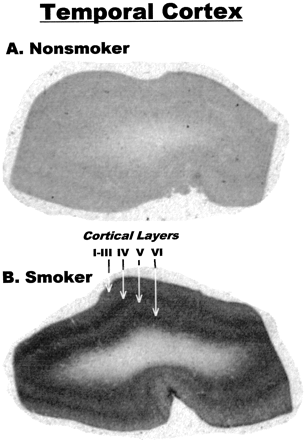 Temporal Cortex
A. Nonsmoker
Cortical Layers
I-III IV V VI
B. Smoker